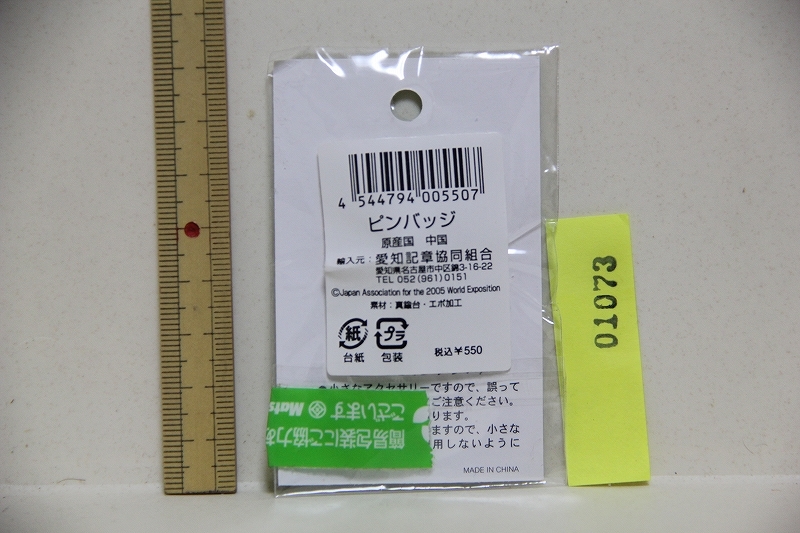 4 544794 005507
ピンバッジ
原産国 中国
輸入元：愛知記章協同組合
愛知県名古屋市中区錦3-16-22
TEL 052(961)0151
©Japan Association for the 2005 World Exposition
素材：真鍮台・エポ加工
紙 プラ
台紙 包装 税込￥550
●小さなアクセサリーですので、誤って
ご注意ください。
ります。
ますので、小さな
用しないように
MADE IN CHINA
簡易包装にご協力
ございます Mats
01073